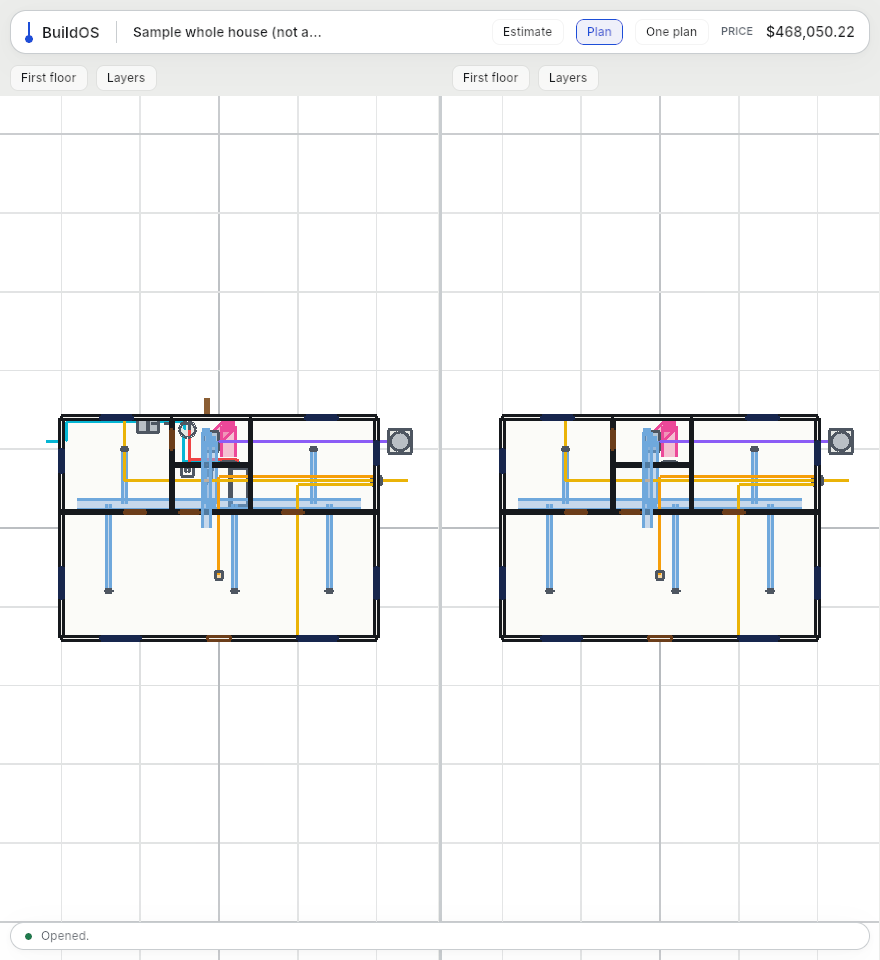 BuildOS
Sample whole house (not a...
Estimate
Plan
One plan
PRICE
$468,050.22
First floor
Layers
First floor
Layers
Opened.